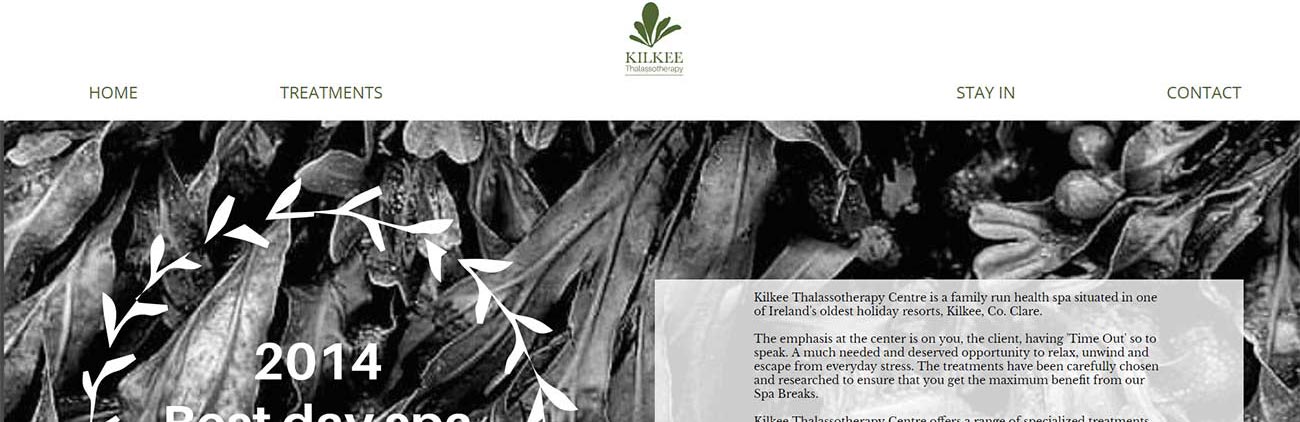 KILKEE
Thalassotherapy
HOME
TREATMENTS
STAY IN
CONTACT
2014
Best day spa
Kilkee Thalassotherapy Centre is a family run health spa situated in one
of Ireland's oldest holiday resorts, Kilkee, Co. Clare.
The emphasis at the center is on you, the client, having 'Time Out' so to
speak. A much needed and deserved opportunity to relax, unwind and
escape from everyday stress. The treatments have been carefully chosen
and researched to ensure that you get the maximum benefit from our
Spa Breaks.
Kilkee Thalassotherapy Centre offers a range of specialized treatments